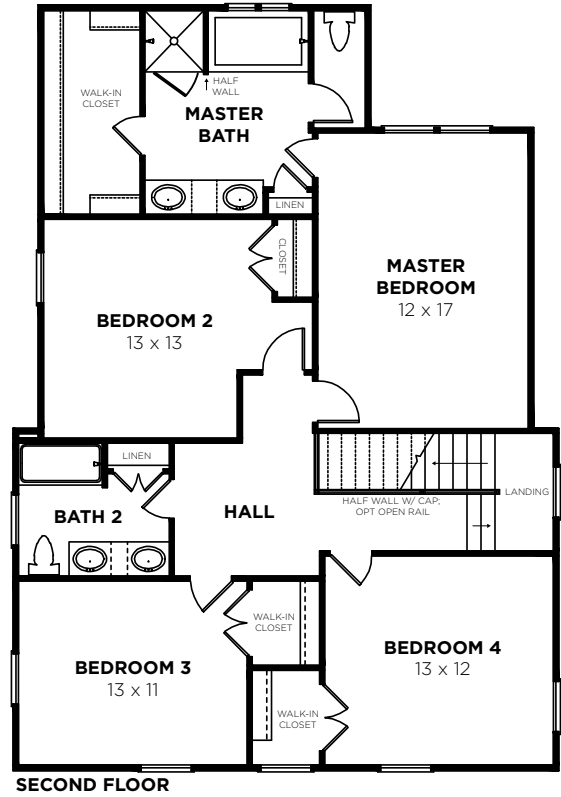 HALF
WALL
WALK-IN
CLOSET
MASTER
BATH
LINEN
CLOSET
MASTER
BEDROOM
12 x 17
BEDROOM 2
13 x 13
LINEN
LANDING
HALF WALL W/ CAP;
OPT OPEN RAIL
BATH 2
HALL
WALK-IN
CLOSET
BEDROOM 3
13 x 11
BEDROOM 4
13 x 12
WALK-IN
CLOSET
SECOND FLOOR